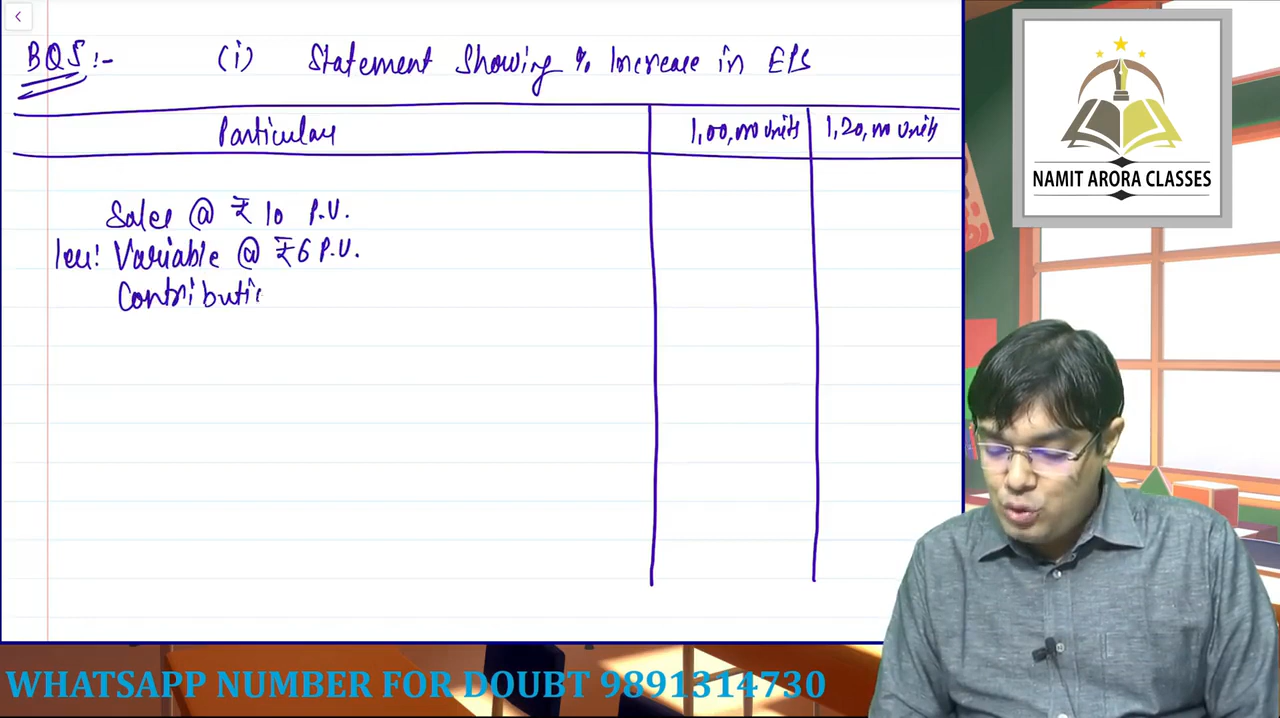 BQS:- (i) Statement Showing % Increase in EPS
Particulars 1,00,000 units 1,20,000 units
Sales @ ₹ 10 P.U.
less: Variable @ ₹6 P.U.
Contributi
NAMIT ARORA CLASSES
WHATSAPP NUMBER FOR DOUBT 9891314730